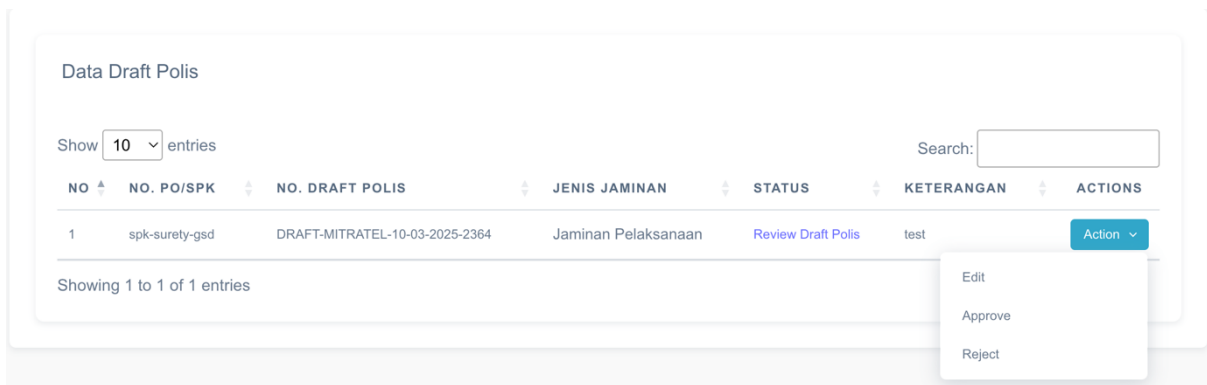 Data Draft Polis
Show 10 entries
Search:
NO NO. PO/SPK NO. DRAFT POLIS JENIS JAMINAN STATUS KETERANGAN ACTIONS
1 spk-surety-gsd DRAFT-MITRATEL-10-03-2025-2364 Jaminan Pelaksanaan Review Draft Polis test Action
Showing 1 to 1 of 1 entries
Edit
Approve
Reject